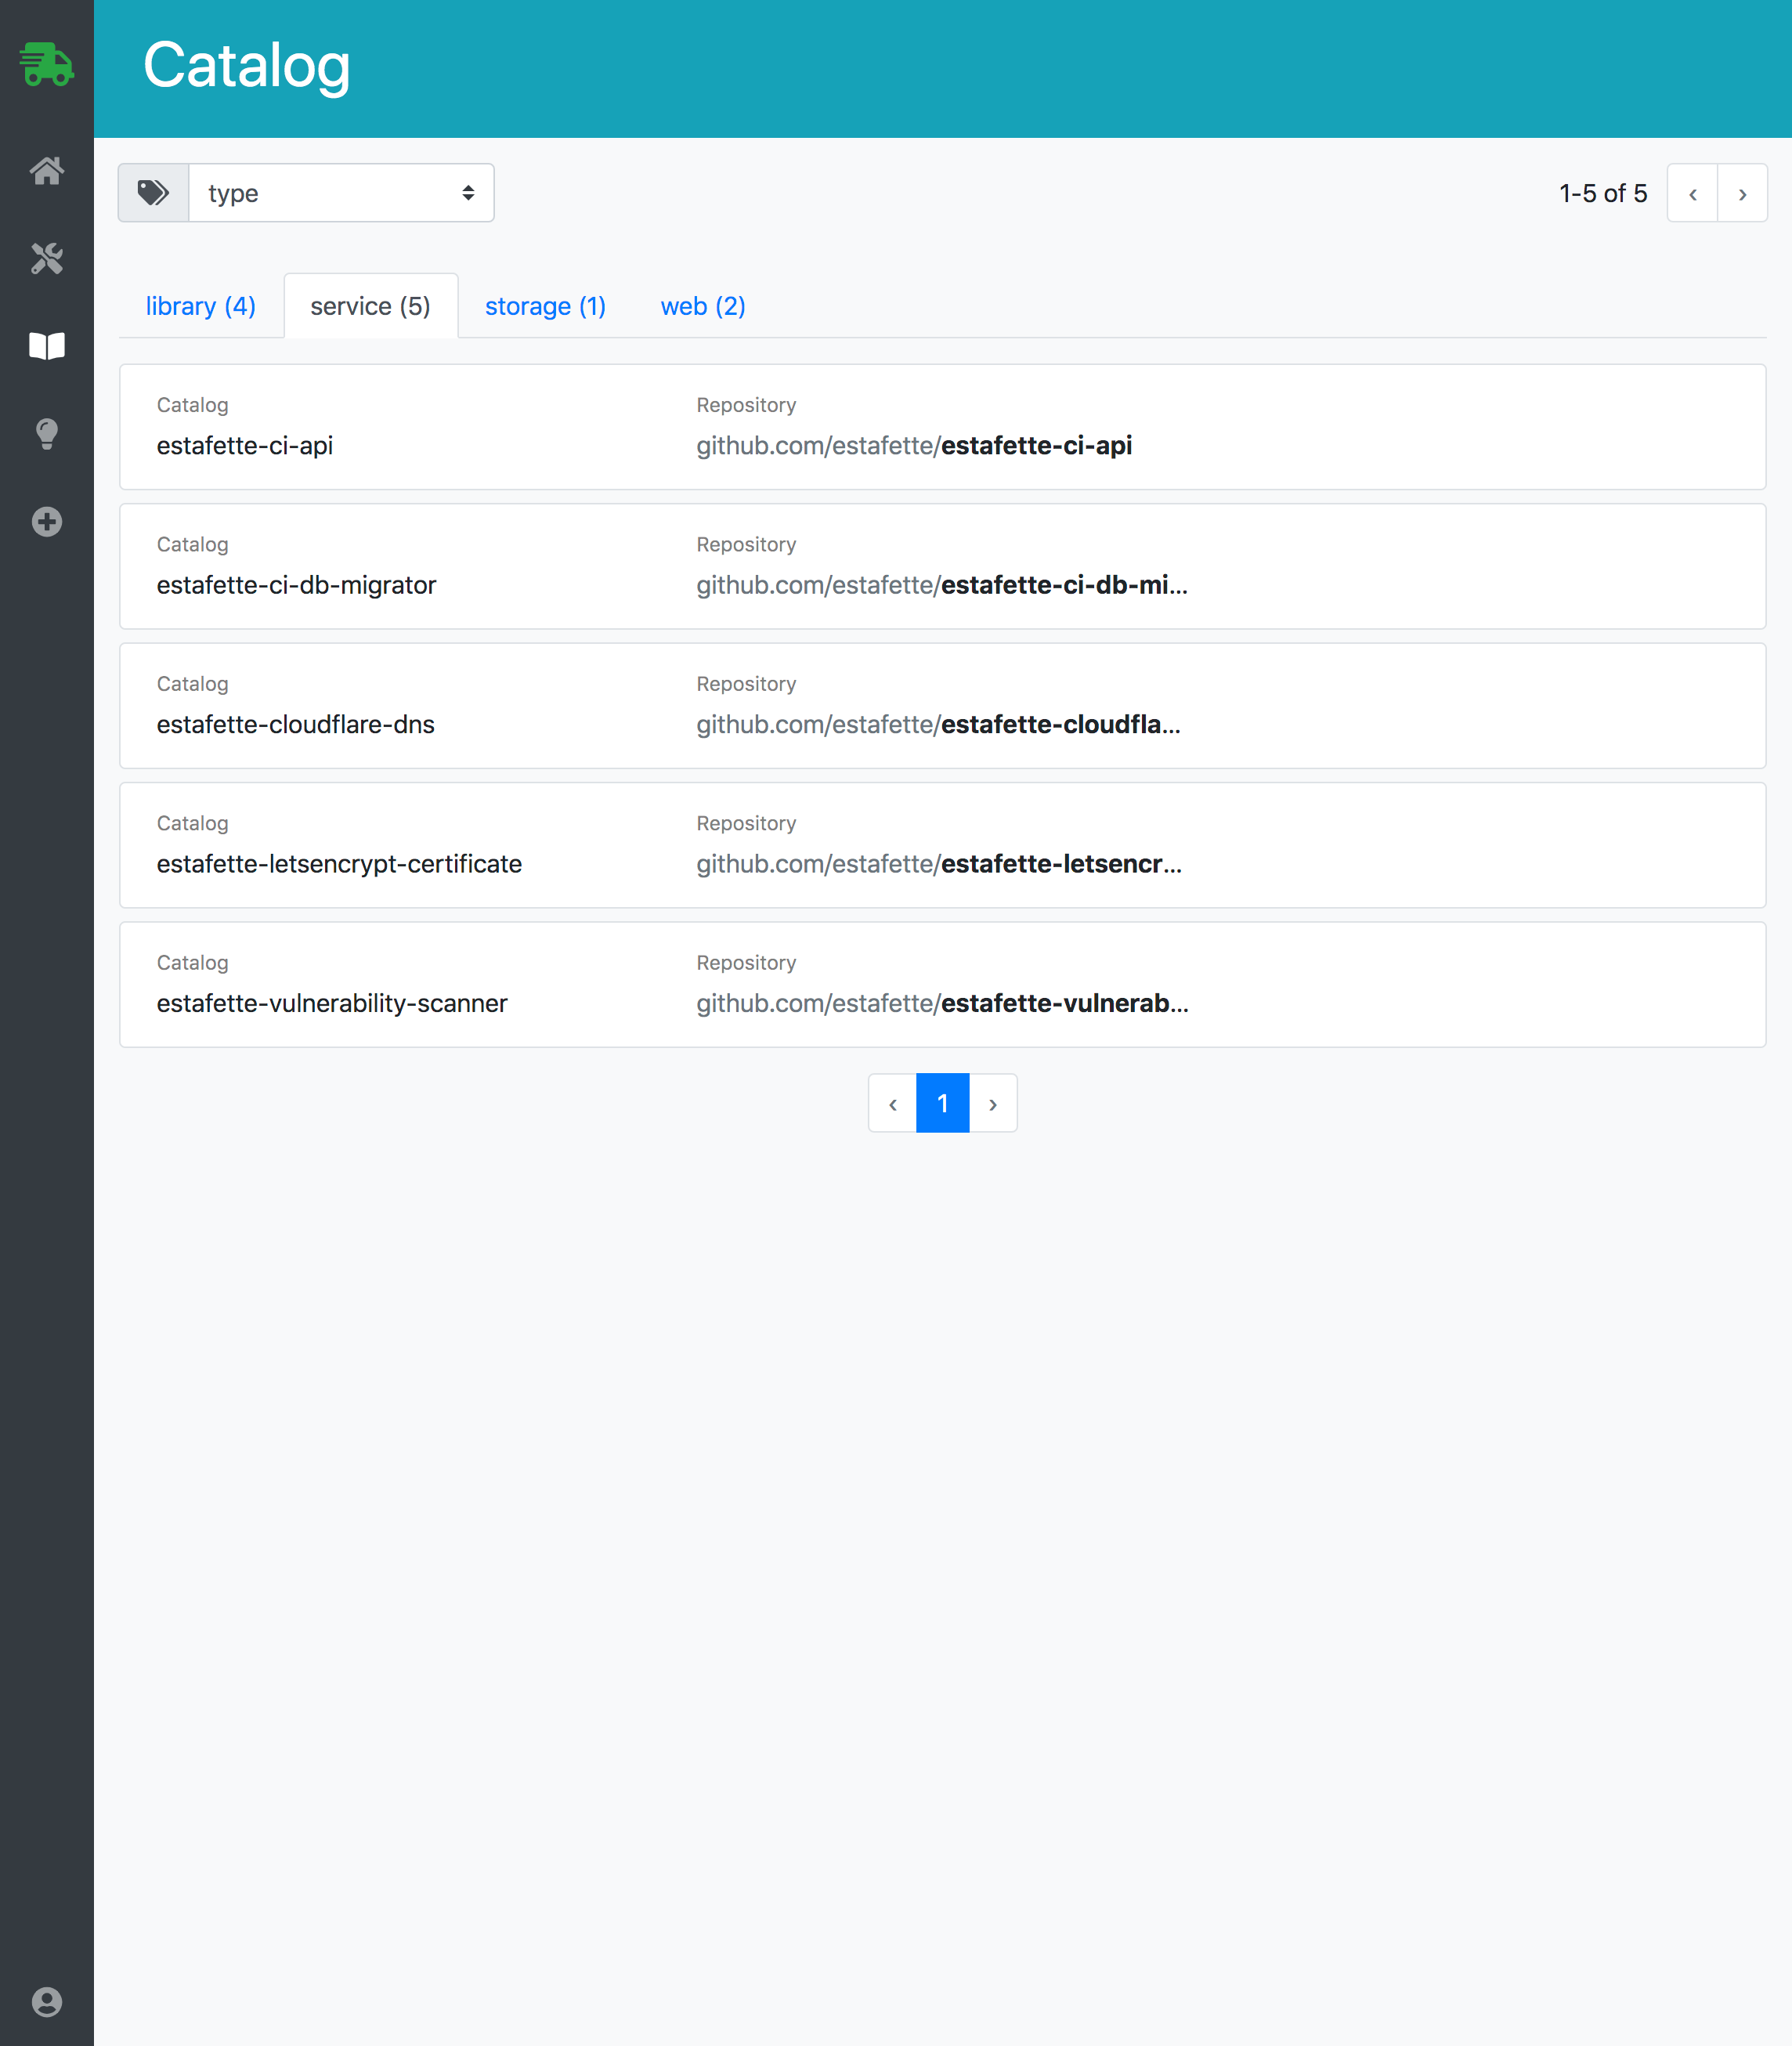 Catalog
type
1-5 of 5
‹ ›
library (4) service (5) storage (1) web (2)
Catalog Repository
estafette-ci-api github.com/estafette/estafette-ci-api
Catalog Repository
estafette-ci-db-migrator github.com/estafette/estafette-ci-db-mi...
Catalog Repository
estafette-cloudflare-dns github.com/estafette/estafette-cloudfla...
Catalog Repository
estafette-letsencrypt-certificate github.com/estafette/estafette-letsencr...
Catalog Repository
estafette-vulnerability-scanner github.com/estafette/estafette-vulnerab...
‹ 1 ›